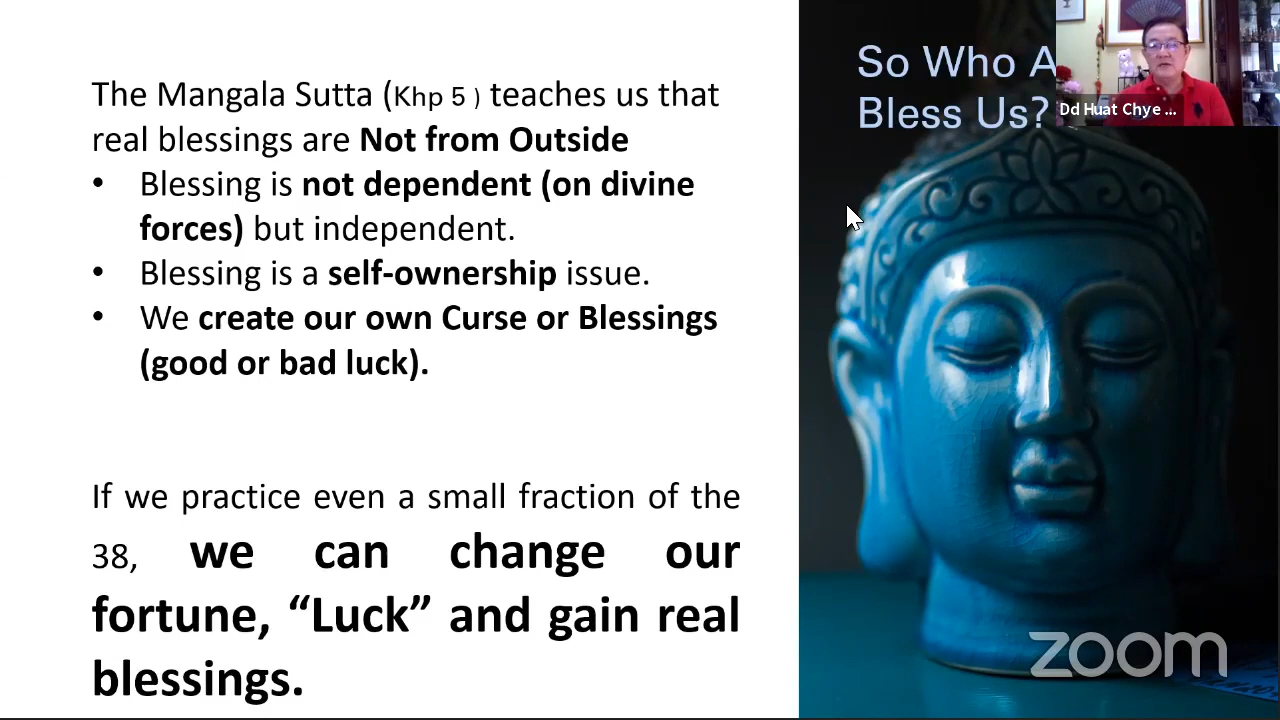 The Mangala Sutta (Khp 5 ) teaches us that
real blessings are Not from Outside
• Blessing is not dependent (on divine
forces) but independent.
• Blessing is a self-ownership issue.
• We create our own Curse or Blessings
(good or bad luck).
If we practice even a small fraction of the
38, we can change our
fortune, “Luck” and gain real
blessings.
So Who A
Bless Us?
Dd Huat Chye ...
zoom